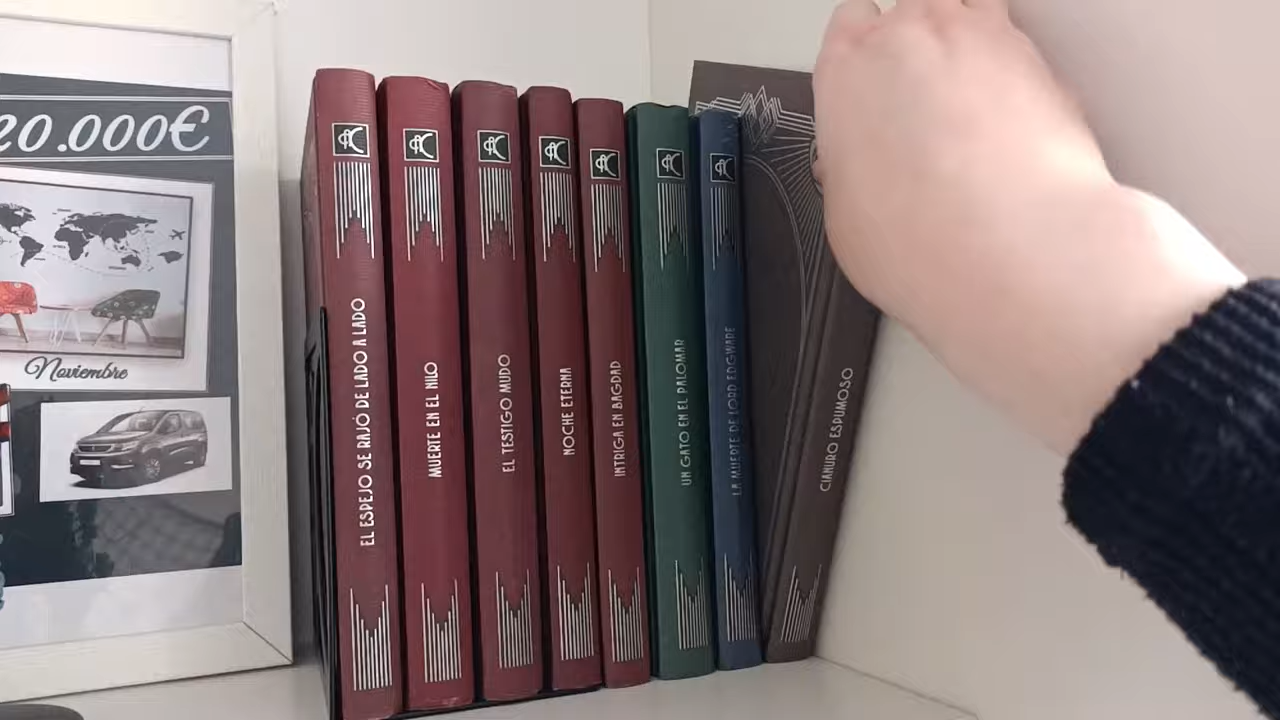 20.000€
Noviembre
EL ESPEJO SE RAJÓ DE LADO A LADO
MUERTE EN EL NILO
EL TESTIGO MUDO
NOCHE ETERNA
INTRIGA EN BAGDAD
UN GATO EN EL PALOMAR
LA MUERTE DE LORD EDGWARE
CIANURO ESPUMOSO